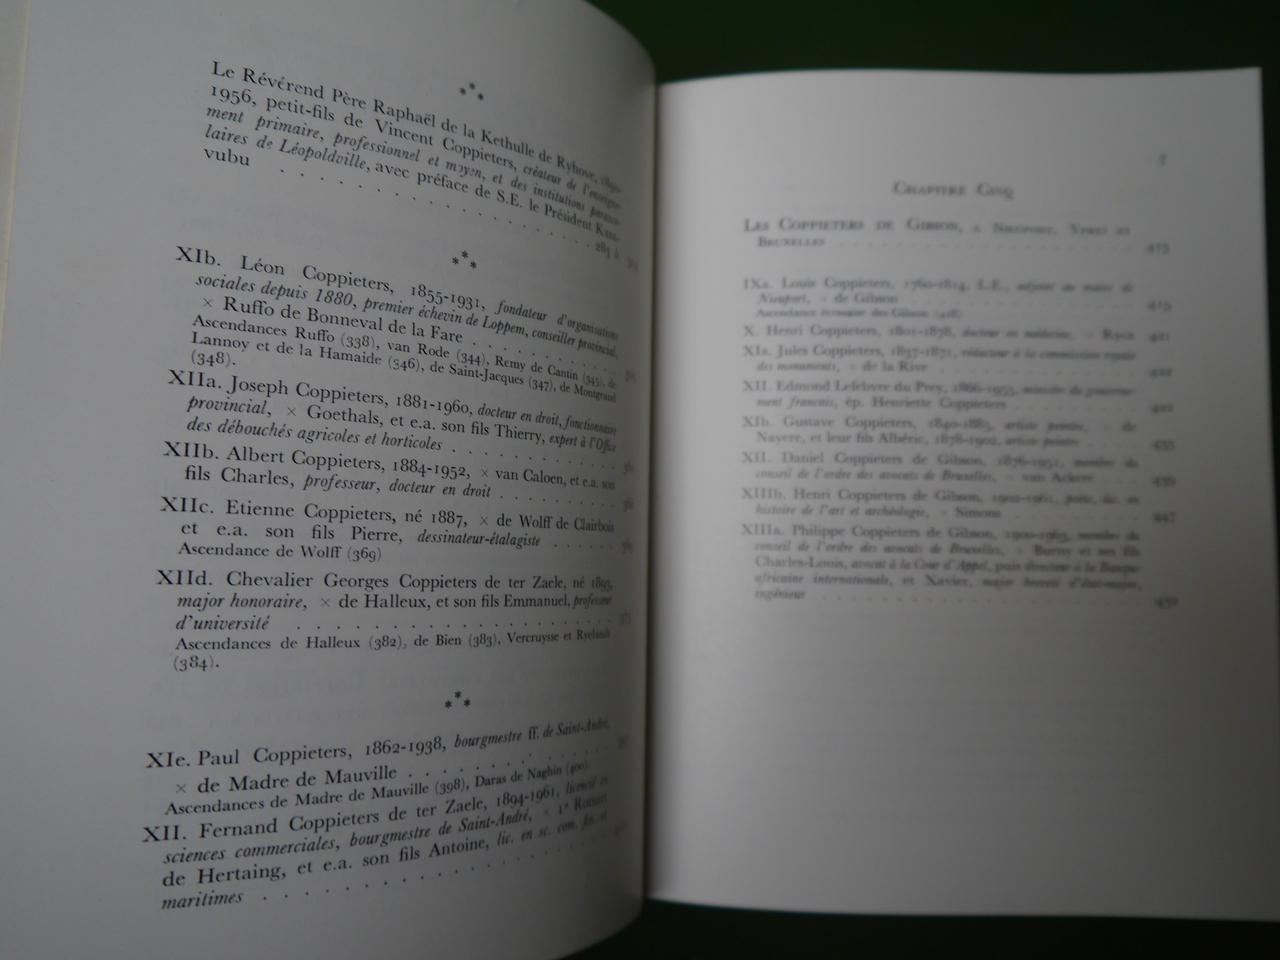 Le Révérend Père Raphaël de la Kethulle de Ryhove, 1890-
1956, petit-fils de Vincent Coppieters, créateur de l'enseigne-
ment primaire, professionnel et moyen, et des institutions parasco-
laires de Léopoldville, avec préface de S.E. le Président Kasa-
vubu . . . . . . . . . . . . . . . . 283 à
XIb. Léon Coppieters, 1855-1931, fondateur d'organisations
sociales depuis 1880, premier échevin de Loppem, conseiller provincial,
× Ruffo de Bonneval de la Fare . . . . . . . .
Ascendances Ruffo (338), van Rode (344), Remy de Cantin (345), de
Lannoy et de la Hamaide (346), de Saint-Jacques (347), de Montgrand
(348).
XIIa. Joseph Coppieters, 1881-1960, docteur en droit, fonctionnaire
provincial, × Goethals, et e.a. son fils Thierry, expert à l'Office
des débouchés agricoles et horticoles . . . . . . . . . .
XIIb. Albert Coppieters, 1884-1952, × van Caloen, et e.a. son
fils Charles, professeur, docteur en droit . . . . . . . .
XIIc. Etienne Coppieters, né 1887, × de Wolff de Clairbois
et e.a. son fils Pierre, dessinateur-étalagiste . . . . . .
Ascendance de Wolff (369)
XIId. Chevalier Georges Coppieters de ter Zaele, né 1893,
major honoraire, × de Halleux, et son fils Emmanuel, professeur
d'université . . . . . . . . . . . . . . . . 373
Ascendances de Halleux (382), de Bien (383), Vercruysse et Ryelandt
(384).
XIe. Paul Coppieters, 1862-1938, bourgmestre ff. de Saint-André,
× de Madre de Mauville . . . . . . . . . . .
Ascendances de Madre de Mauville (398), Daras de Naghin (400)
XII. Fernand Coppieters de ter Zaele, 1894-1961, licencié en
sciences commerciales, bourgmestre de Saint-André, × 1° Rotsart
de Hertaing, et e.a. son fils Antoine, lic. en sc. com. fin. et
maritimes . . . . . . . . . . . . . . . .
7
Chapitre Cinq
Les Coppieters de Gibson, à Nieuport, Ypres et
Bruxelles . . . . . . . . . . . . . . . . 415
IXa. Louis Coppieters, 1760-1814, L.E., adjoint au maire de
Nieuport, × de Gibson . . . . . . . . . . . . 415
Ascendance écossaise des Gibson (418)
X. Henri Coppieters, 1801-1878, docteur en médecine, × Rycx 421
XIa. Jules Coppieters, 1837-1871, rédacteur à la commission royale
des monuments, × de la Rive . . . . . . . . . . 422
XII. Edmond Lefebvre du Prey, 1866-1955, ministre du gouverne-
ment français, ép. Henriette Coppieters . . . . . . . 422
XIb. Gustave Coppieters, 1840-1885, artiste peintre, × de
Nayere, et leur fils Albéric, 1878-1902, artiste peintre . . . 435
XII. Daniel Coppieters de Gibson, 1876-1951, membre du
conseil de l'ordre des avocats de Bruxelles, × van Ackere . . 439
XIIIb. Henri Coppieters de Gibson, 1902-1961, poète, lic. en
histoire de l'art et archéologie, × Simons . . . . . . . 447
XIIIa. Philippe Coppieters de Gibson, 1900-1965, membre du
conseil de l'ordre des avocats de Bruxelles, × et ses fils
Charles-Louis, avocat à la Cour d'Appel, puis directeur à la Banque
africaine internationale, et Xavier, major breveté d'état-major,
ingénieur . . . . . . . . . . . . . . . . 450